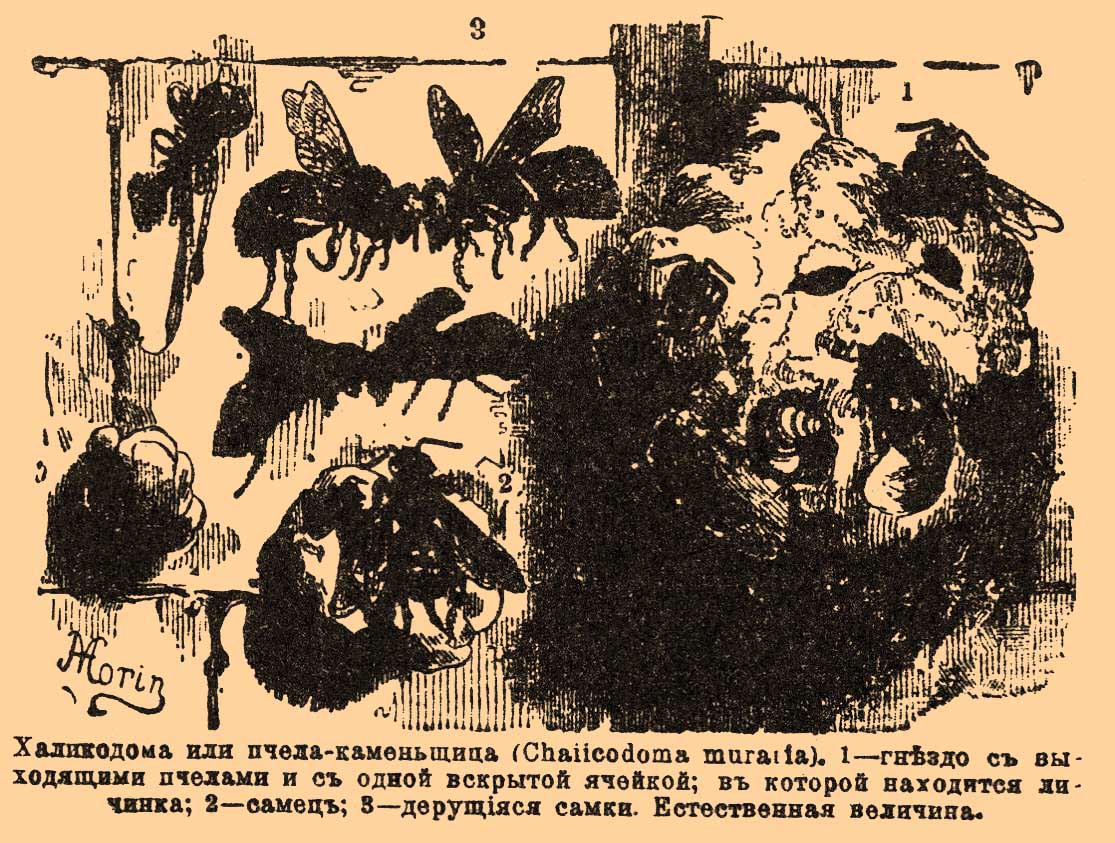 3
1
2
AMorin
Халикодома или пчела-каменьщица (Chalicodoma muraria). 1—гнѣздо съ вы-
ходящими пчелами и съ одной вскрытой ячейкой; въ которой находится ли-
чинка; 2—самецъ; 3—дерущіяся самки. Естественная величина.